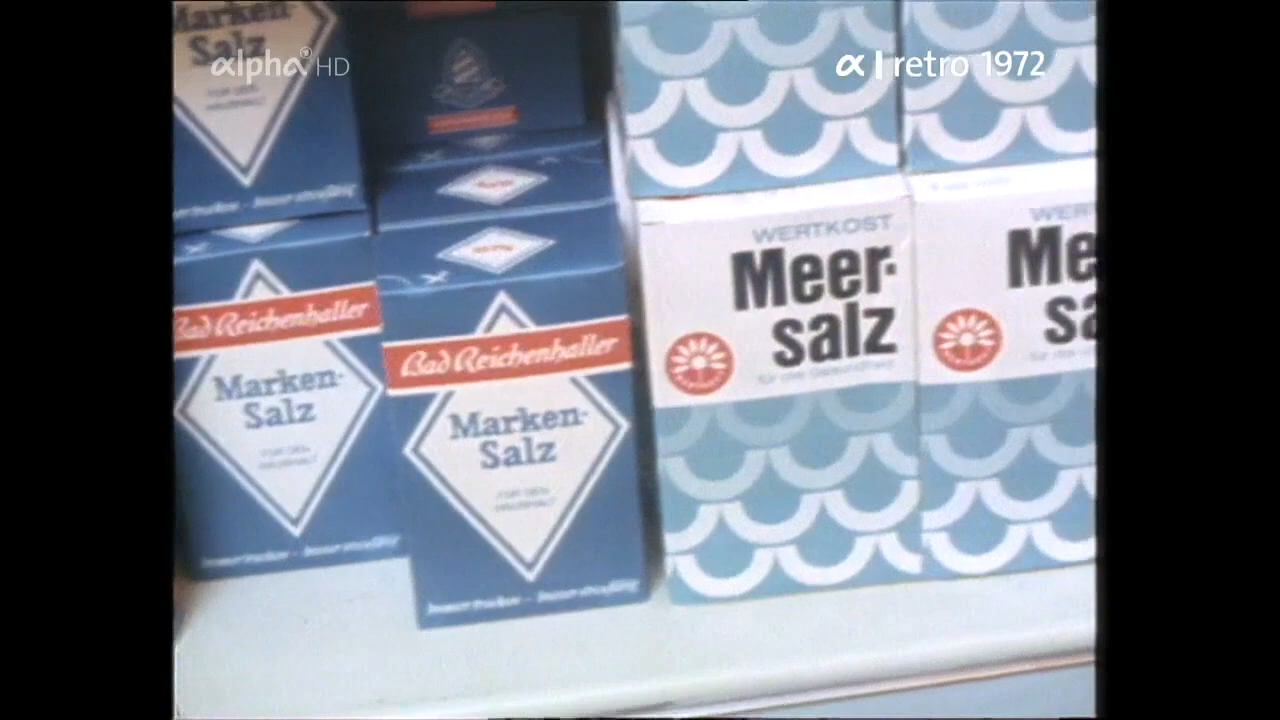 Marken-
Salz
alpha HD
α | retro 1972
Bad Reichenhaller
Marken-
Salz
Bad Reichenhaller
Marken-
Salz
WERTKOST
Meer-
salz
WER
Me
sa